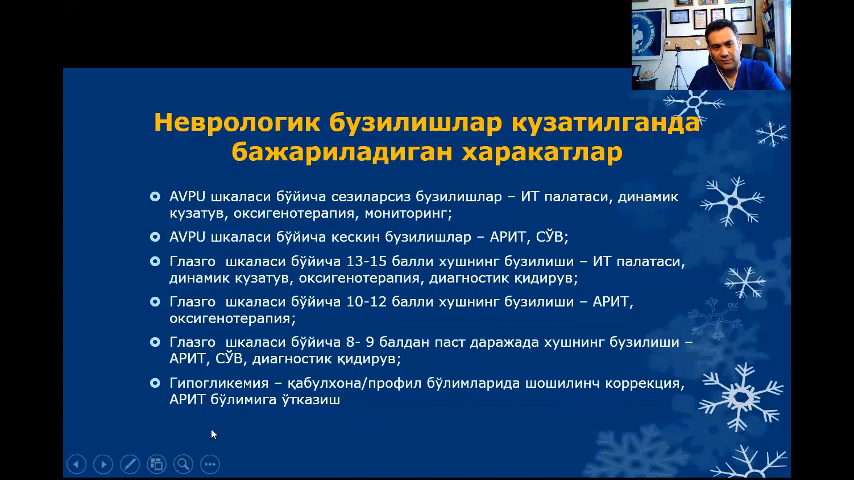 Неврологик бузилишлар кузатилганда
бажариладиган харакатлар
AVPU шкаласи бўйича сезиларсиз бузилишлар – ИТ палатаси, динамик
кузатув, оксигенотерапия, мониторинг;
AVPU шкаласи бўйича кескин бузилишлар – АРИТ, СЎВ;
Глазго шкаласи бўйича 13-15 балли хушнинг бузилиши – ИТ палатаси,
динамик кузатув, оксигенотерапия, диагностик қидирув;
Глазго шкаласи бўйича 10-12 балли хушнинг бузилиши – АРИТ,
оксигенотерапия;
Глазго шкаласи бўйича 8- 9 балдан паст даражада хушнинг бузилиши –
АРИТ, СЎВ, диагностик қидирув;
Гипогликемия – қабулхона/профил бўлимларида шошилинч коррекция,
АРИТ бўлимига ўтказиш